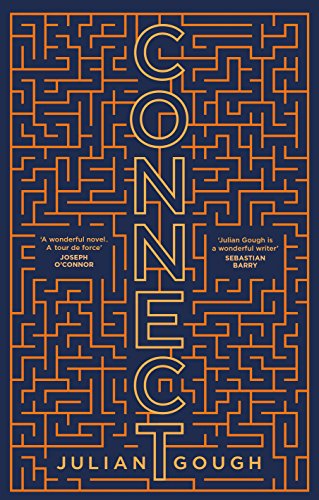 CONNECT
'A wonderful novel.
A tour de force'
JOSEPH
O'CONNOR
'Julian Gough is
a wonderful writer'
SEBASTIAN
BARRY
JULIAN GOUGH